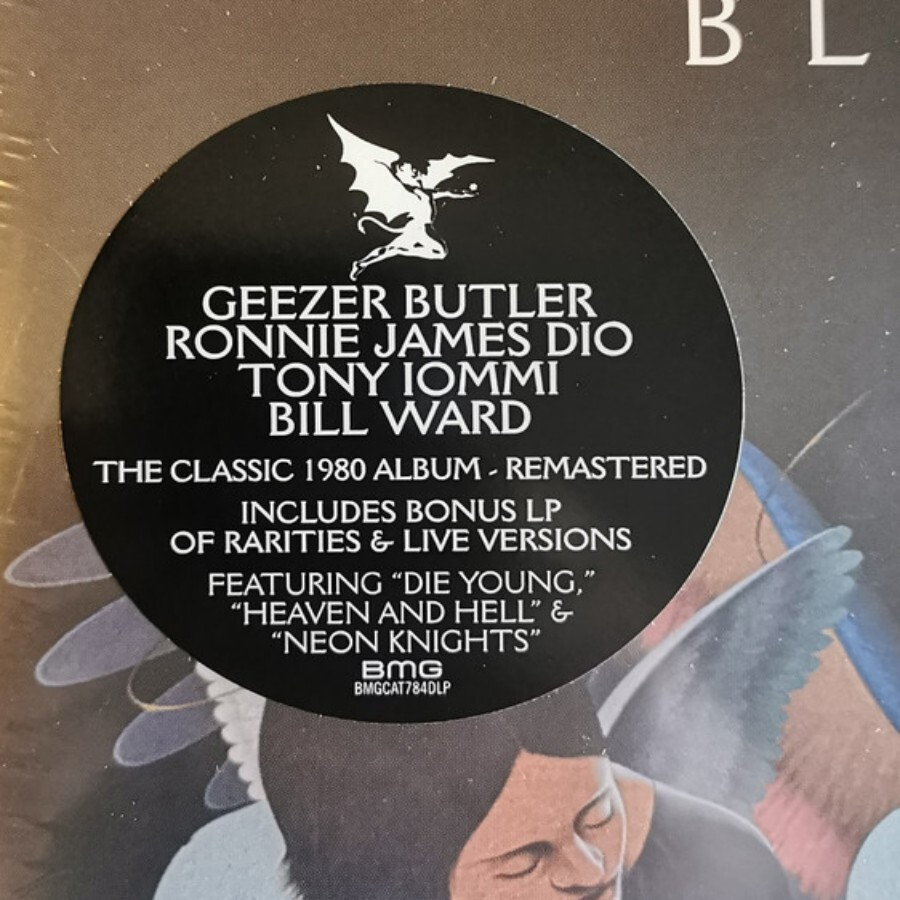 B L
GEEZER BUTLER
RONNIE JAMES DIO
TONY IOMMI
BILL WARD
THE CLASSIC 1980 ALBUM - REMASTERED
INCLUDES BONUS LP
OF RARITIES & LIVE VERSIONS
FEATURING “DIE YOUNG,”
“HEAVEN AND HELL” &
“NEON KNIGHTS”
BMG
BMGCAT784DLP